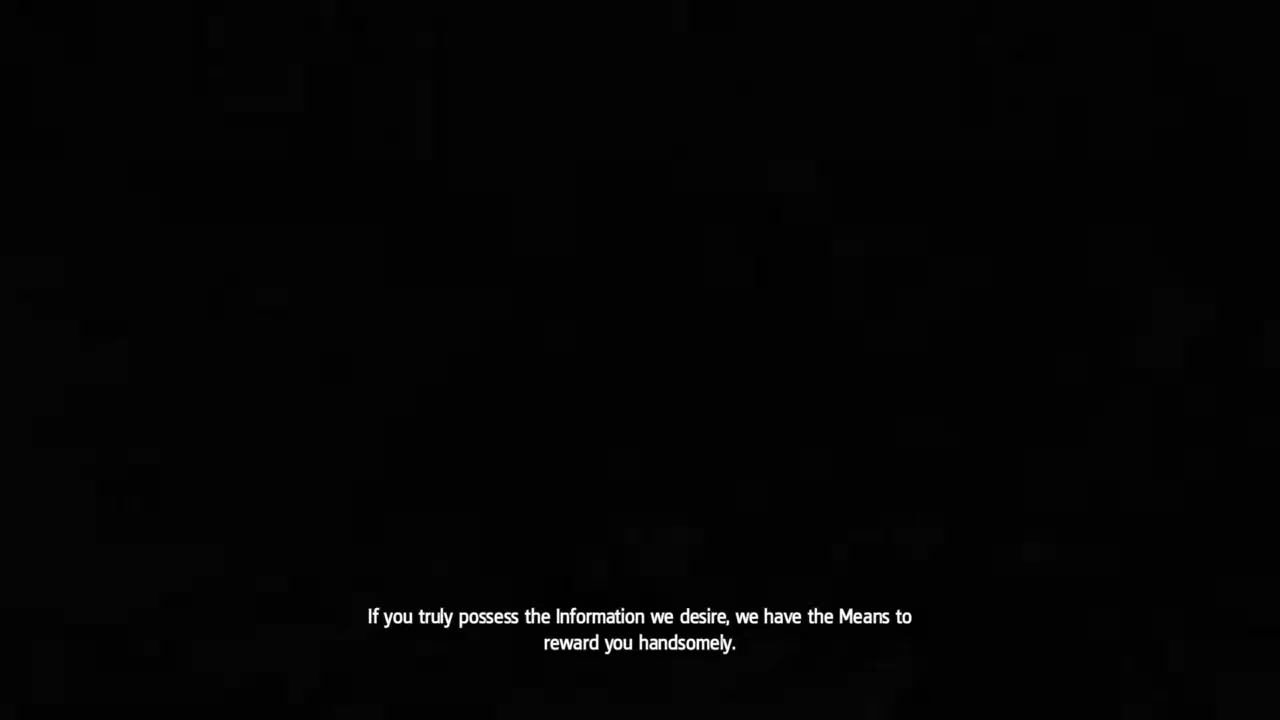 If you truly possess the Information we desire, we have the Means to
reward you handsomely.